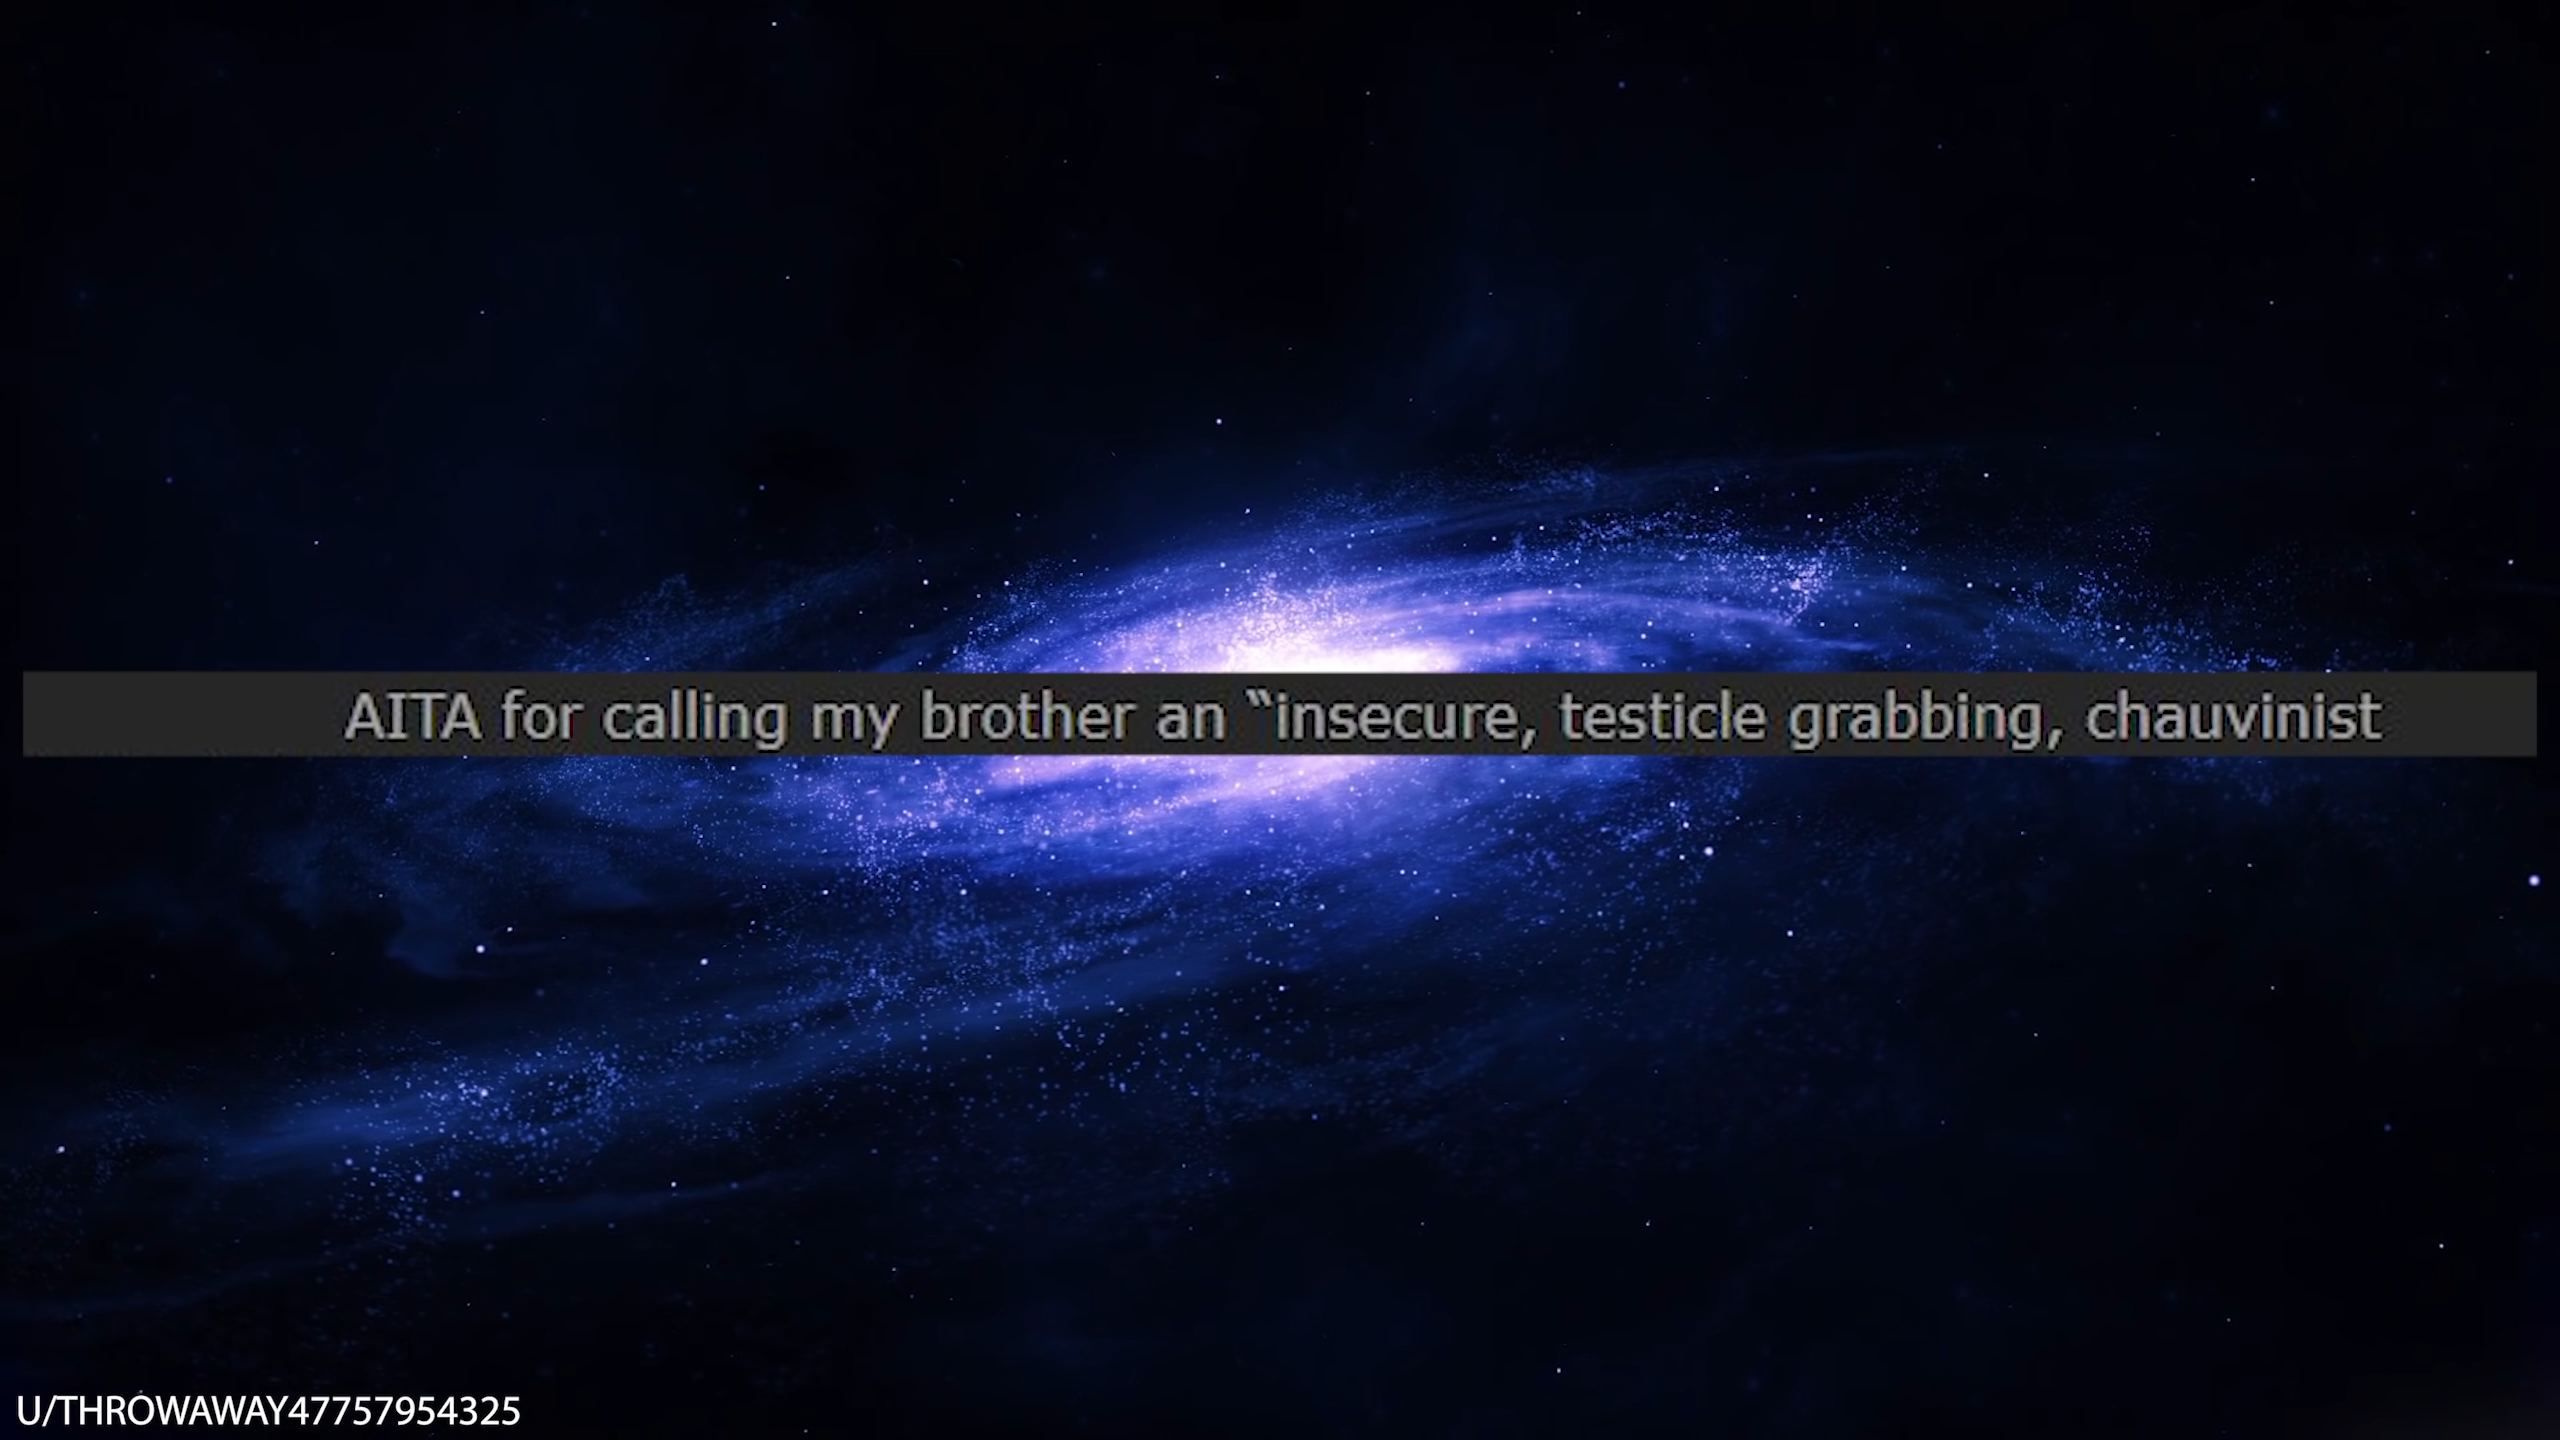 AITA for calling my brother an “insecure, testicle grabbing, chauvinist
U/THROWAWAY47757954325